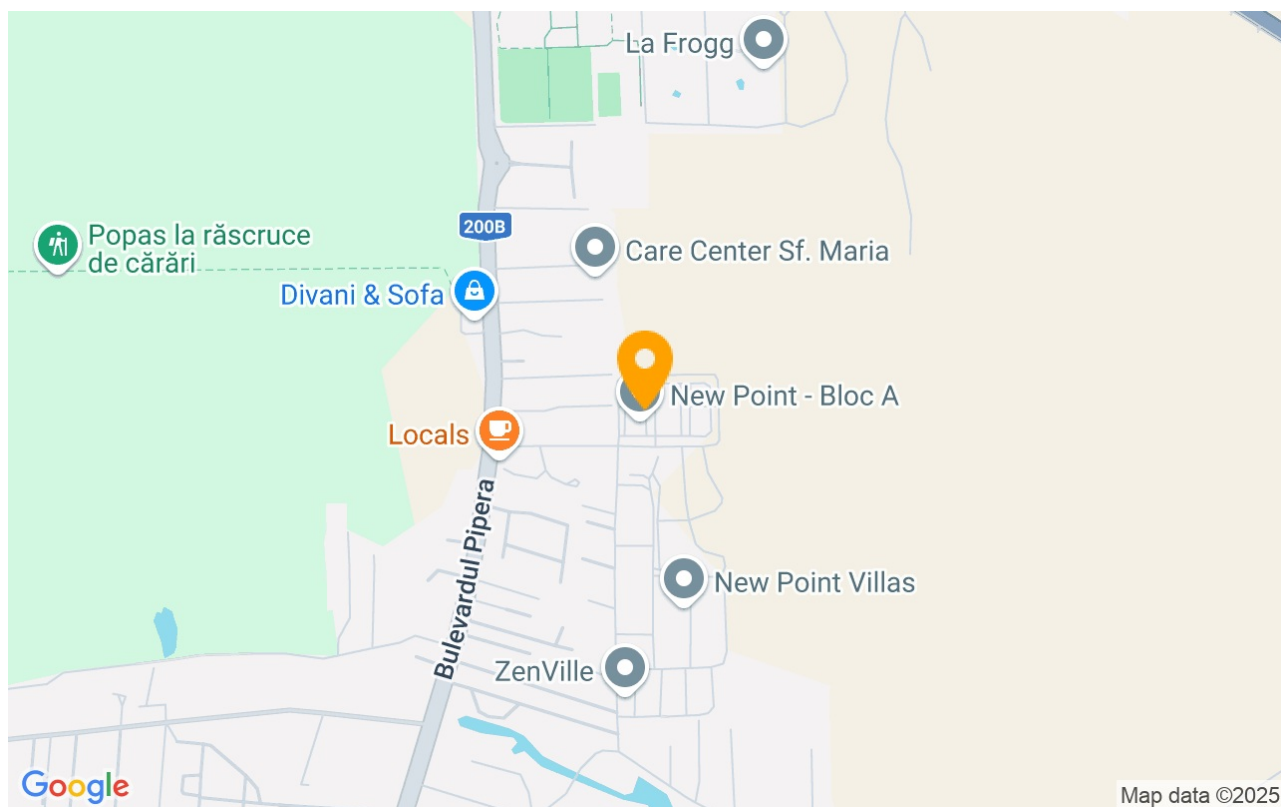 La Frogg
Popas la răscruce
de cărări
200B
Care Center Sf. Maria
Divani & Sofa
New Point - Bloc A
Locals
Bulevardul Pipera
New Point Villas
ZenVille
Google
Map data ©2025